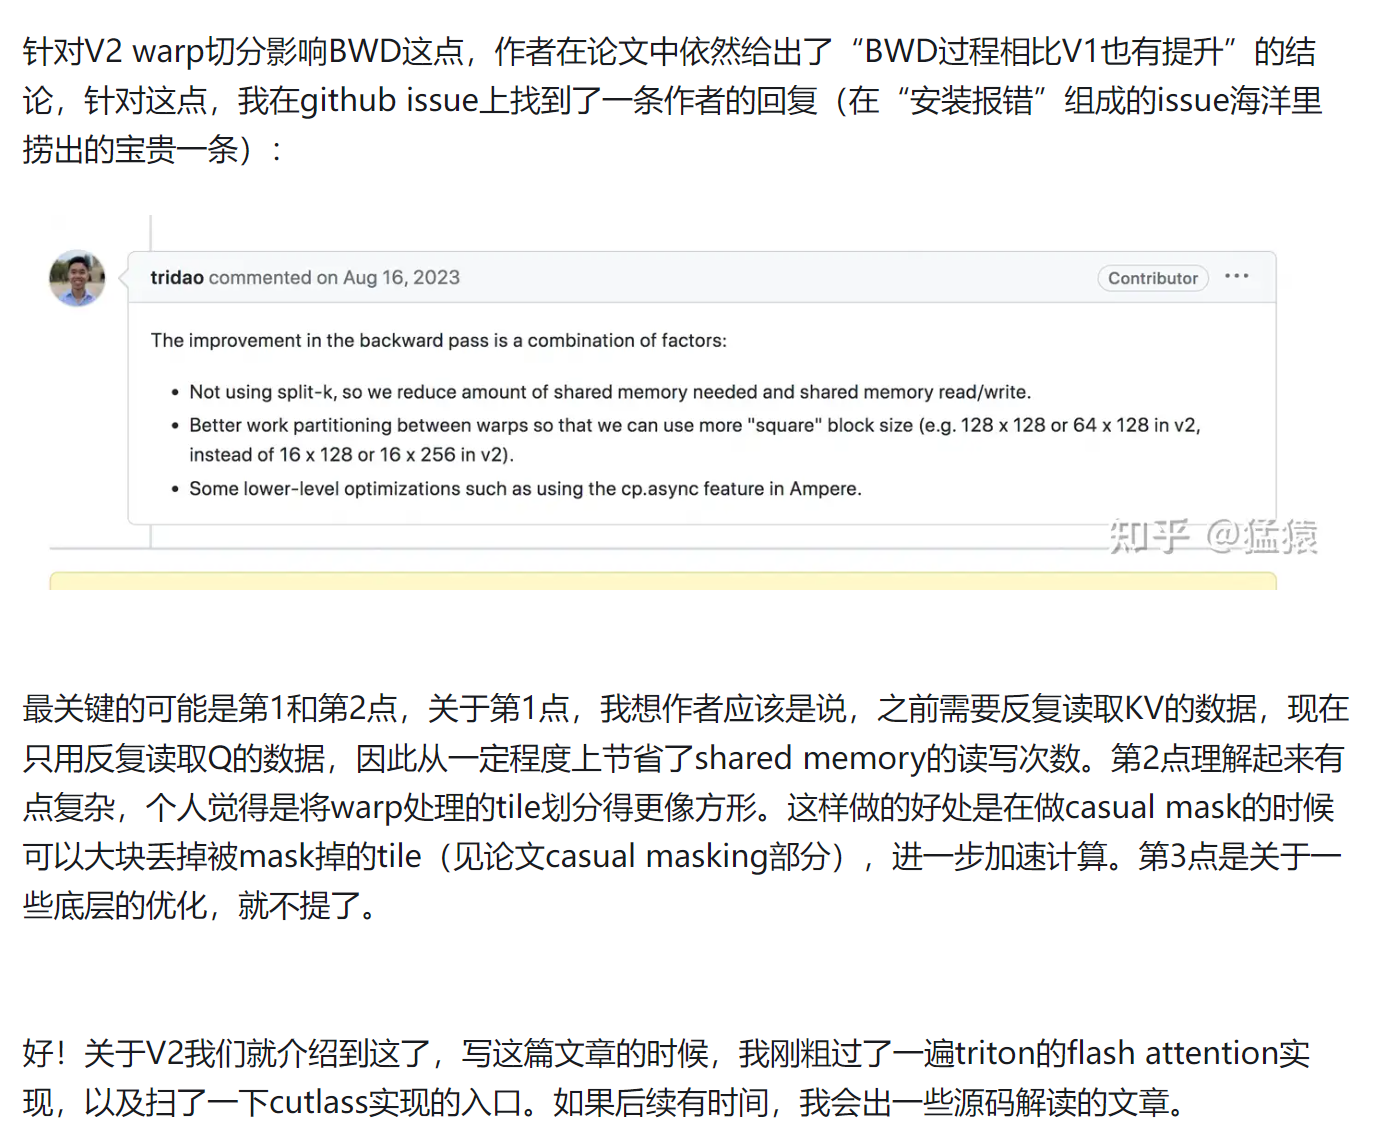 针对V2 warp切分影响BWD这点，作者在论文中依然给出了“BWD过程相比V1也有提升”的结
论，针对这点，我在github issue上找到了一条作者的回复（在“安装报错”组成的issue海洋里
捞出的宝贵一条）：
tridao commented on Aug 16, 2023
Contributor ···
The improvement in the backward pass is a combination of factors:
• Not using split-k, so we reduce amount of shared memory needed and shared memory read/write.
• Better work partitioning between warps so that we can use more "square" block size (e.g. 128 x 128 or 64 x 128 in v2,
instead of 16 x 128 or 16 x 256 in v2).
• Some lower-level optimizations such as using the cp.async feature in Ampere.
知乎 @猛猿
最关键的可能是第1和第2点，关于第1点，我想作者应该是说，之前需要反复读取KV的数据，现在
只用反复读取Q的数据，因此从一定程度上节省了shared memory的读写次数。第2点理解起来有
点复杂，个人觉得是将warp处理的tile划分得更像方形。这样做的好处是在做casual mask的时候
可以大块丢掉被mask掉的tile（见论文casual masking部分），进一步加速计算。第3点是关于一
些底层的优化，就不提了。
好！关于V2我们就介绍到这了，写这篇文章的时候，我刚粗过了一遍triton的flash attention实
现，以及扫了一下cutlass实现的入口。如果后续有时间，我会出一些源码解读的文章。